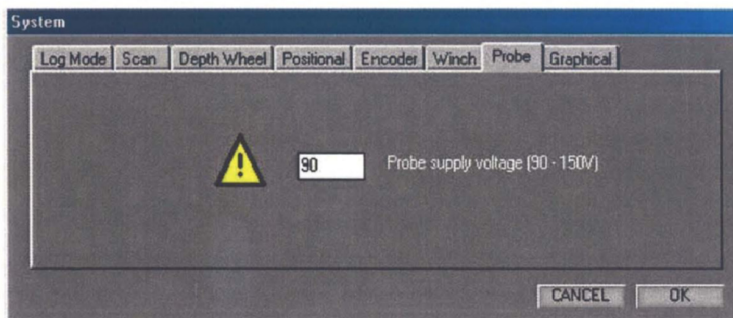 System
Log Mode Scan Depth Wheel Positional Encoder Winch Probe Graphical
! 90 Probe supply voltage (90 - 150V)
CANCEL OK